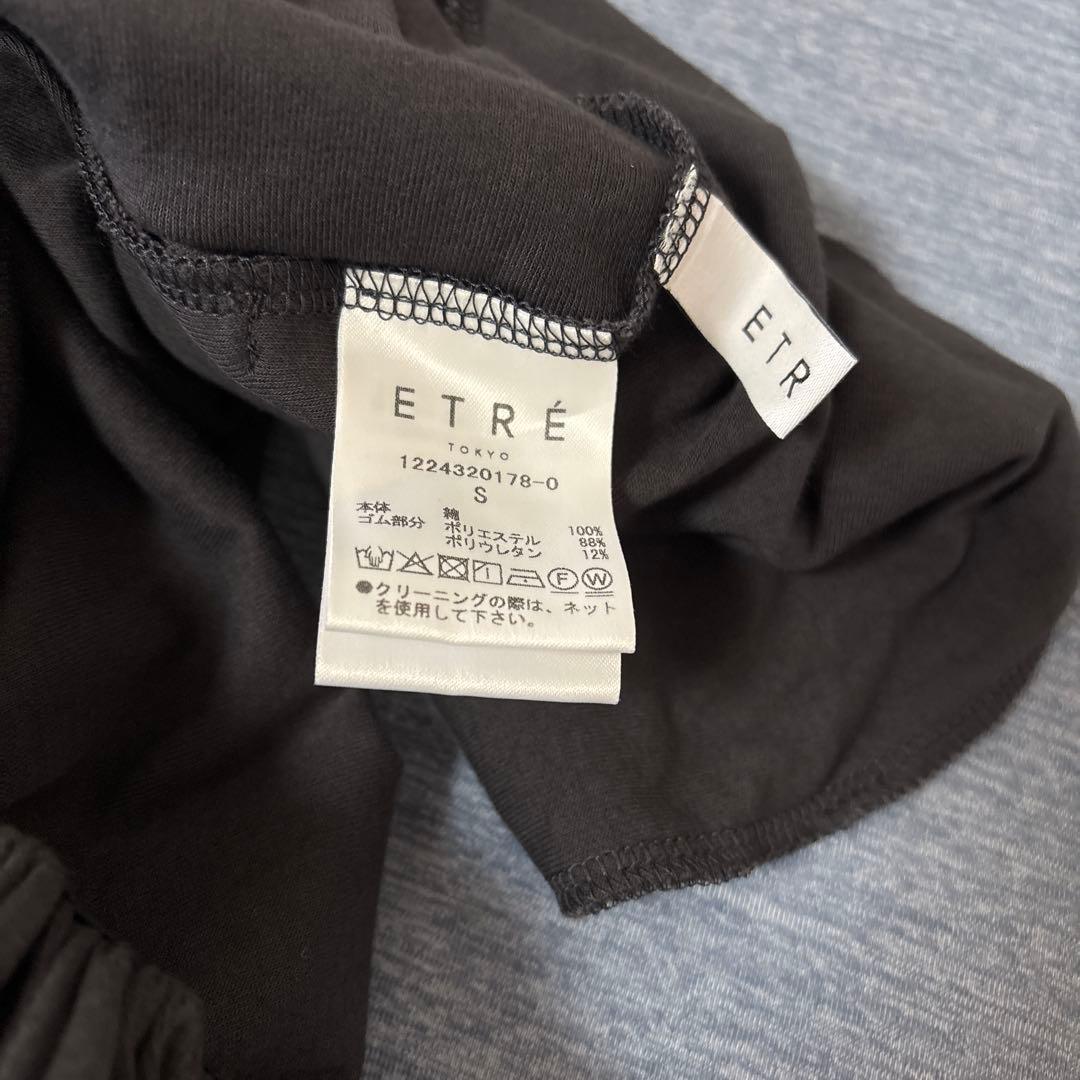 ETRÉ
TOKYO
1224320178-0
S
本体 綿 100%
ゴム部分 ポリエステル 88%
ポリウレタン 12%
F W
●クリーニングの際は、ネット
を使用して下さい。
ETR